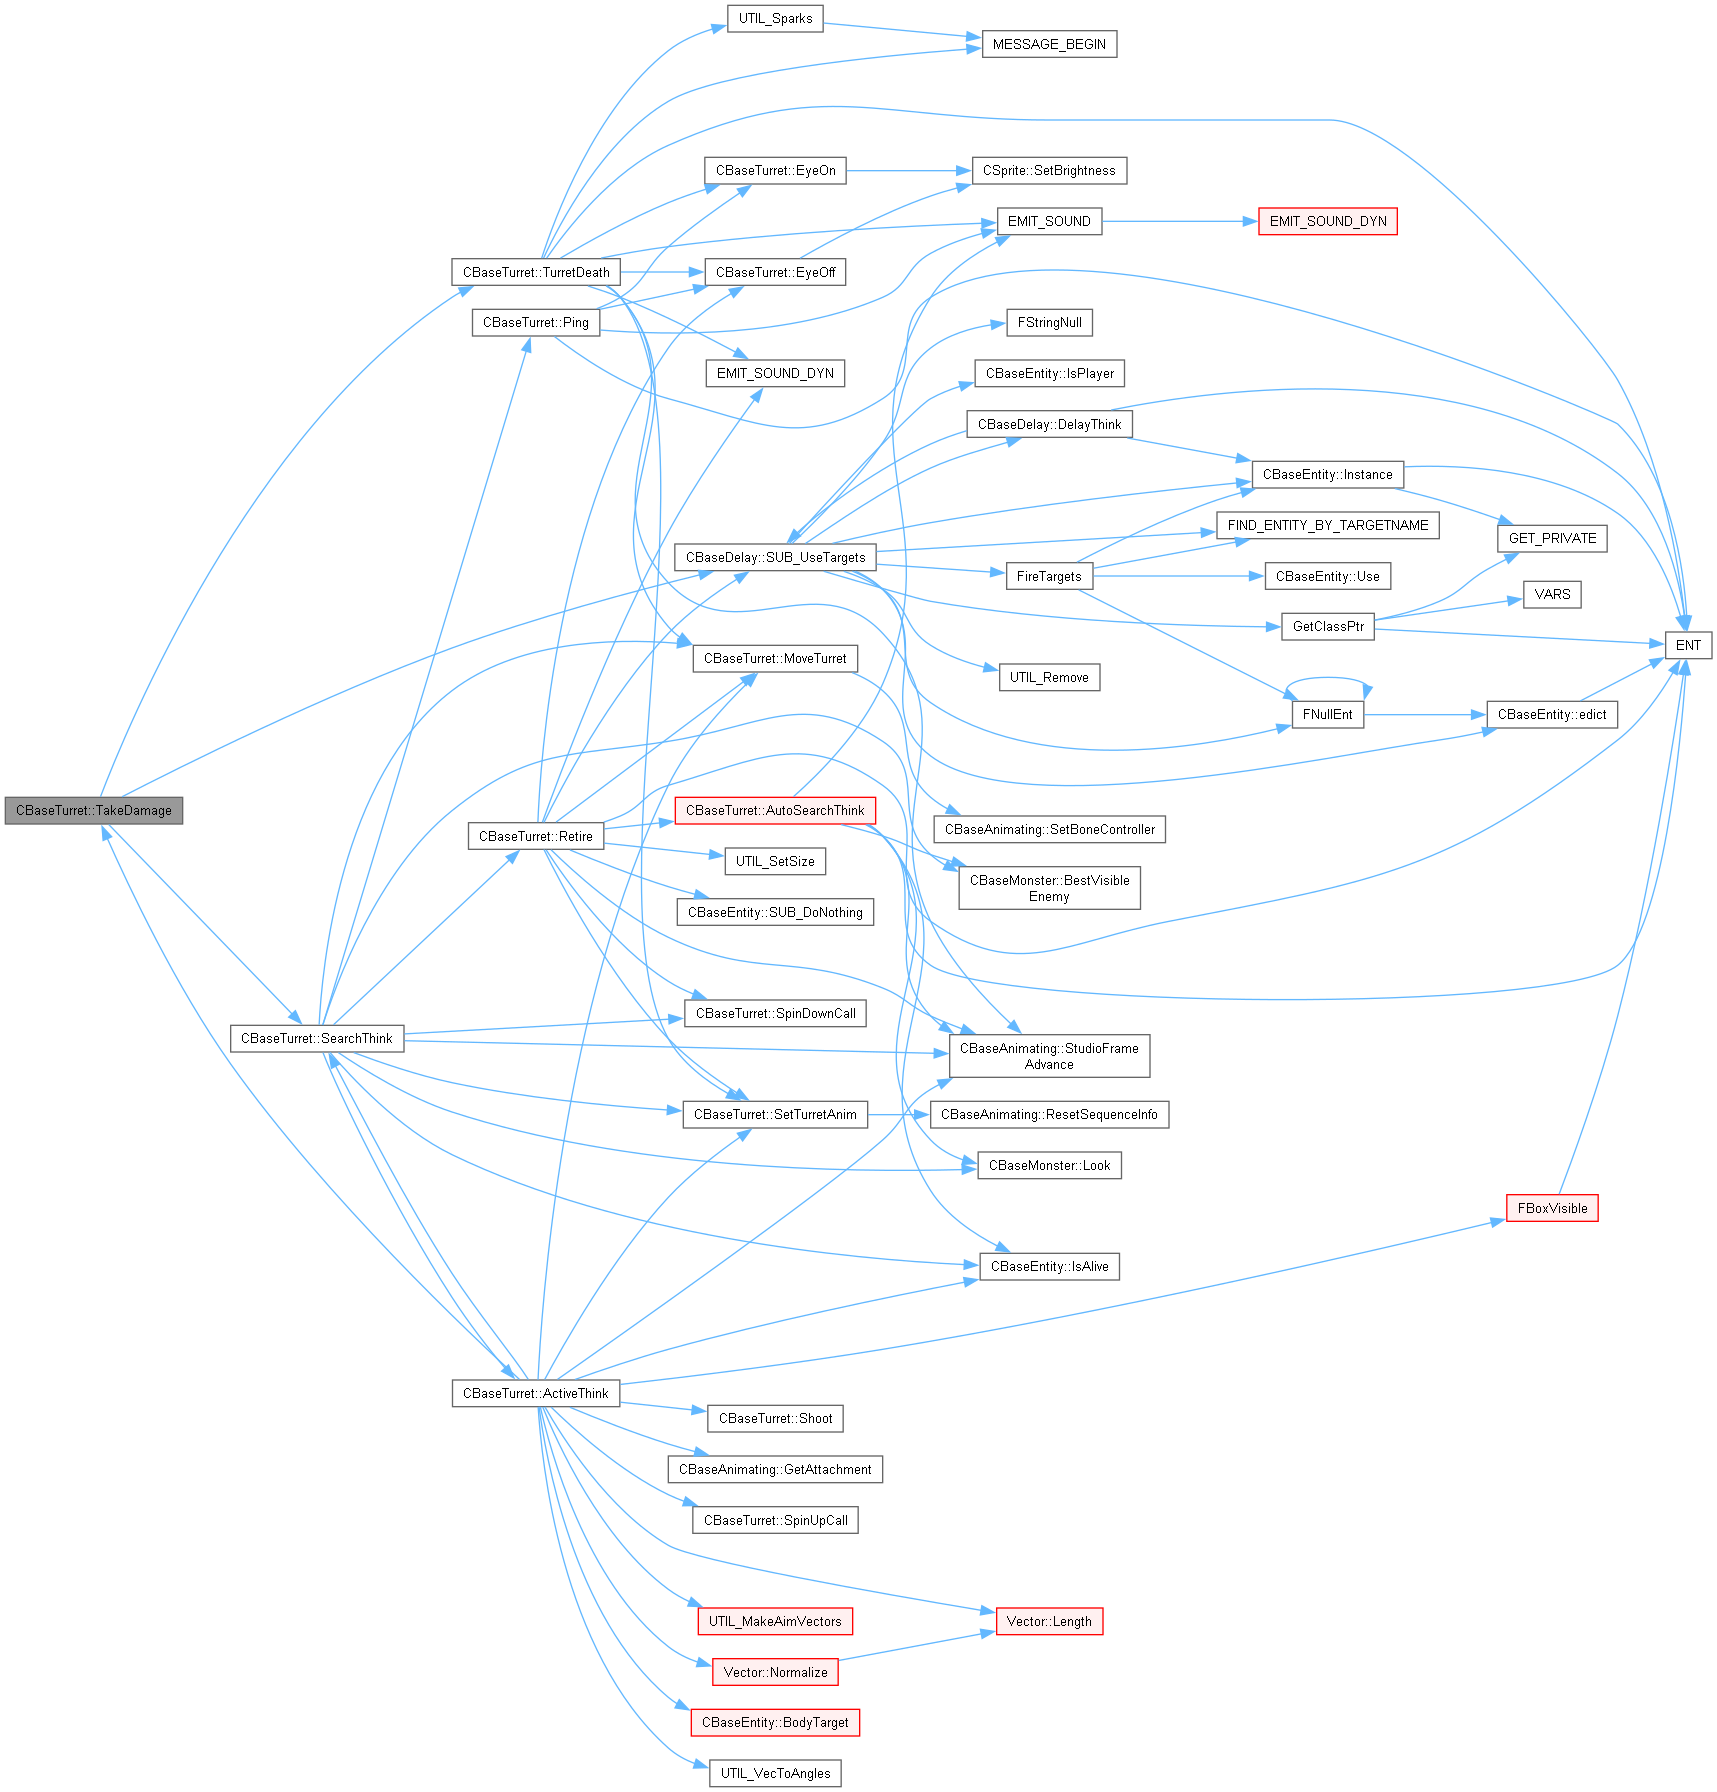 UTIL_Sparks
MESSAGE_BEGIN
CBaseTurret::EyeOn
CSprite::SetBrightness
EMIT_SOUND
EMIT_SOUND_DYN
CBaseTurret::TurretDeath
CBaseTurret::EyeOff
CBaseTurret::Ping
FStringNull
EMIT_SOUND_DYN
CBaseEntity::IsPlayer
CBaseDelay::DelayThink
CBaseEntity::Instance
FIND_ENTITY_BY_TARGETNAME
GET_PRIVATE
CBaseDelay::SUB_UseTargets
FireTargets
CBaseEntity::Use
VARS
GetClassPtr
ENT
CBaseTurret::MoveTurret
UTIL_Remove
FNullEnt
CBaseEntity::edict
CBaseTurret::TakeDamage
CBaseTurret::AutoSearchThink
CBaseAnimating::SetBoneController
CBaseTurret::Retire
UTIL_SetSize
CBaseMonster::BestVisible
Enemy
CBaseEntity::SUB_DoNothing
CBaseTurret::SpinDownCall
CBaseTurret::SearchThink
CBaseAnimating::StudioFrame
Advance
CBaseTurret::SetTurretAnim
CBaseAnimating::ResetSequenceInfo
CBaseMonster::Look
FBoxVisible
CBaseEntity::IsAlive
CBaseTurret::ActiveThink
CBaseTurret::Shoot
CBaseAnimating::GetAttachment
CBaseTurret::SpinUpCall
UTIL_MakeAimVectors
Vector::Length
Vector::Normalize
CBaseEntity::BodyTarget
UTIL_VecToAngles